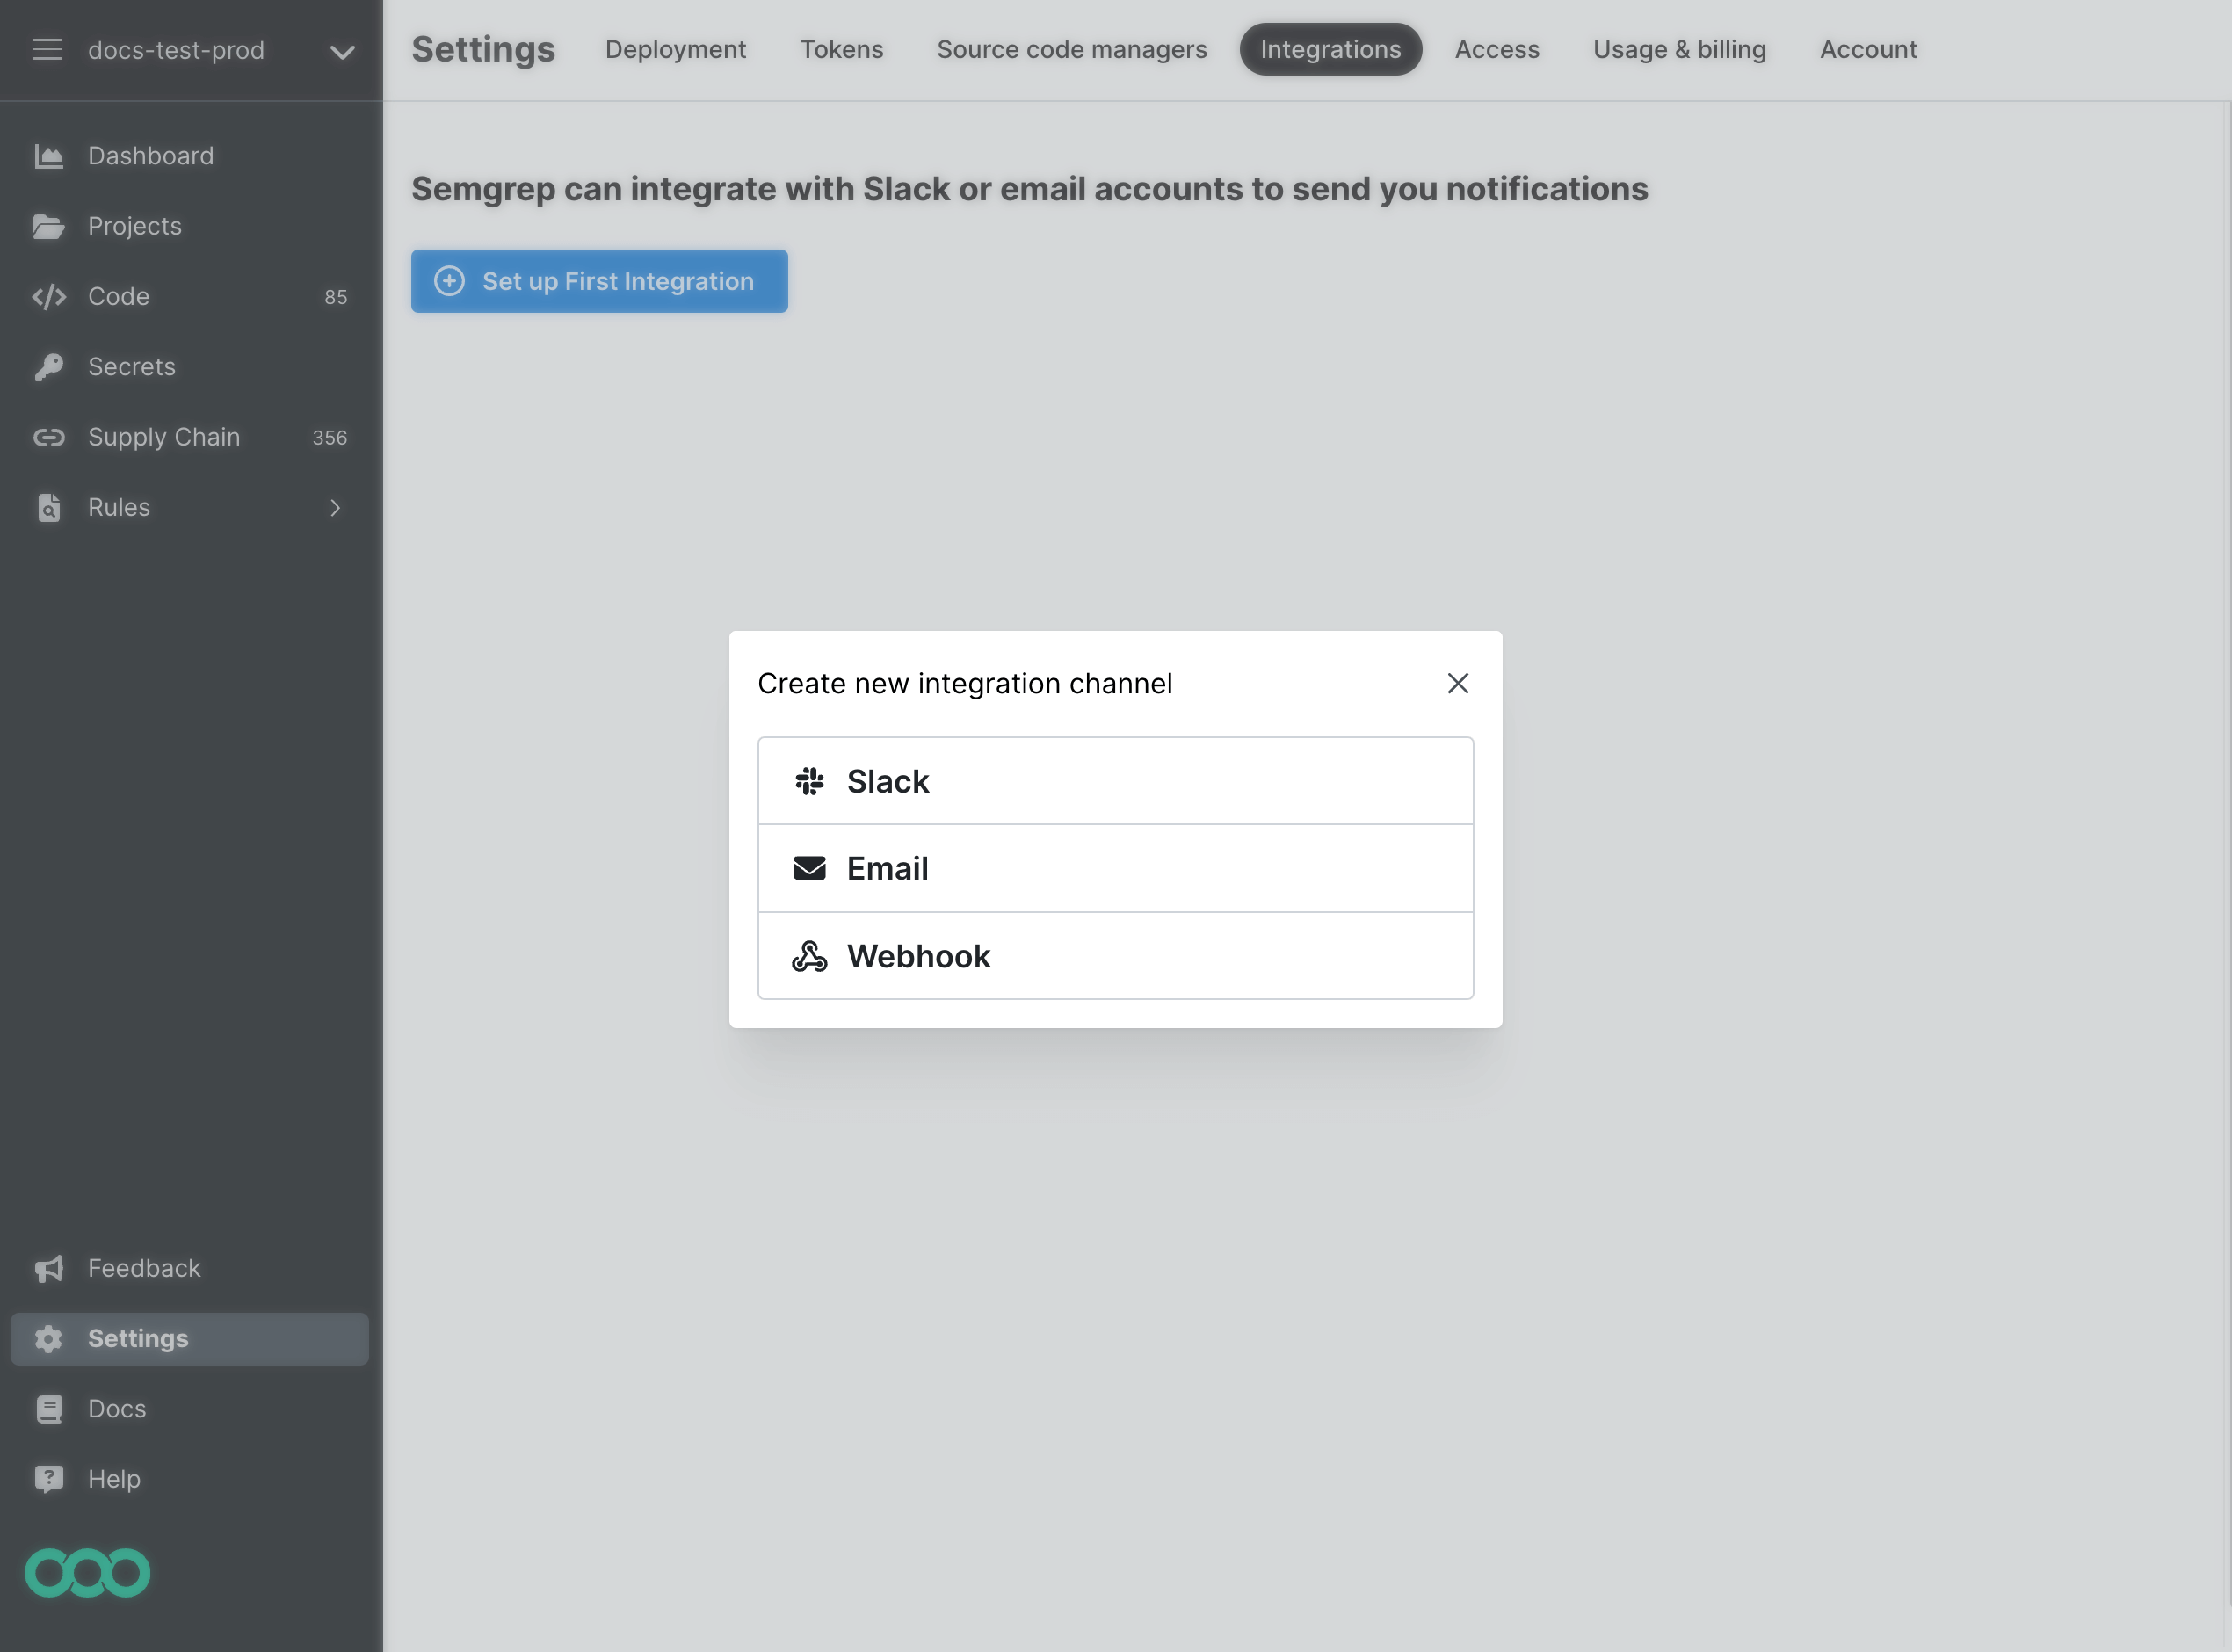 docs-test-prod
Dashboard
Projects
Code 85
Secrets
Supply Chain 356
Rules
Feedback
Settings
Docs
Help
Settings Deployment Tokens Source code managers Integrations Access Usage & billing Account
Semgrep can integrate with Slack or email accounts to send you notifications
Set up First Integration
Create new integration channel
Slack
Email
Webhook